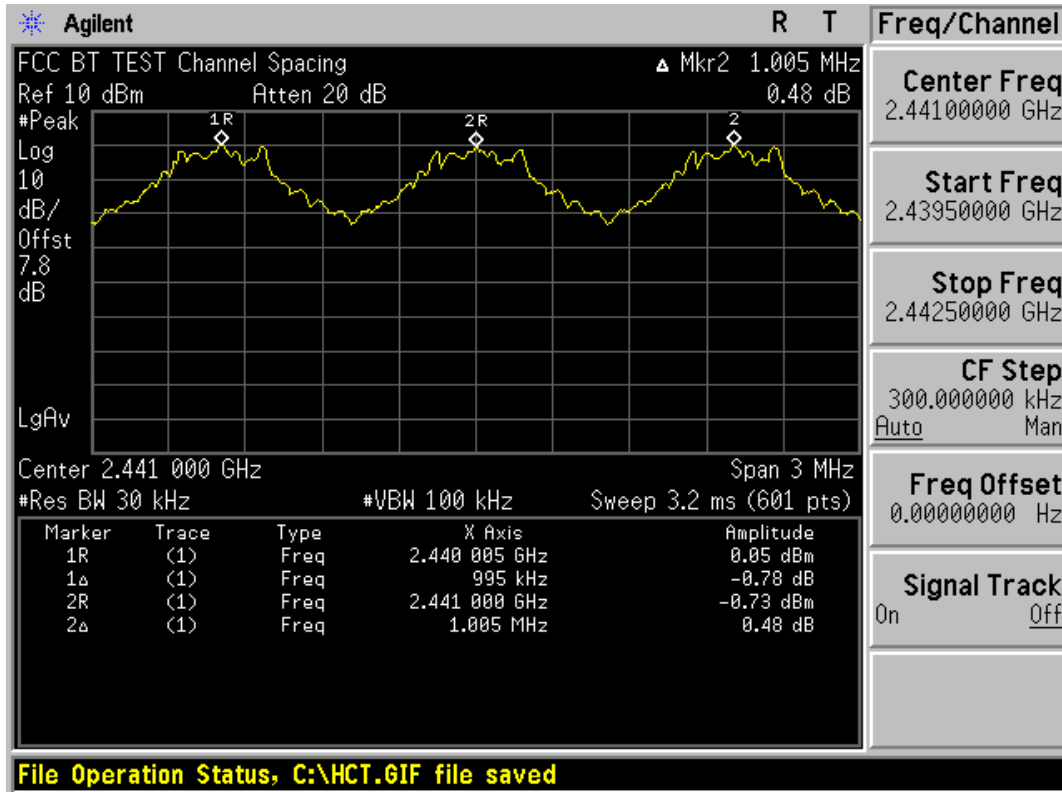 Agilent R T
FCC BT TEST Channel Spacing
Δ Mkr2 1.005 MHz
Ref 10 dBm Atten 20 dB 0.48 dB
#Peak
Log
10
dB/
Offst
7.8
dB
LgAv
1R
2R
2
Center 2.441 000 GHz Span 3 MHz
#Res BW 30 kHz #VBW 100 kHz Sweep 3.2 ms (601 pts)
Marker Trace Type X Axis Amplitude
1R (1) Freq 2.440 005 GHz 0.05 dBm
1Δ (1) Freq 995 kHz -0.78 dB
2R (1) Freq 2.441 000 GHz -0.73 dBm
2Δ (1) Freq 1.005 MHz 0.48 dB
File Operation Status, C:\HCT.GIF file saved
Freq/Channel
Center Freq
2.44100000 GHz
Start Freq
2.43950000 GHz
Stop Freq
2.44250000 GHz
CF Step
300.000000 kHz
Auto Man
Freq Offset
0.00000000 Hz
Signal Track
On Off